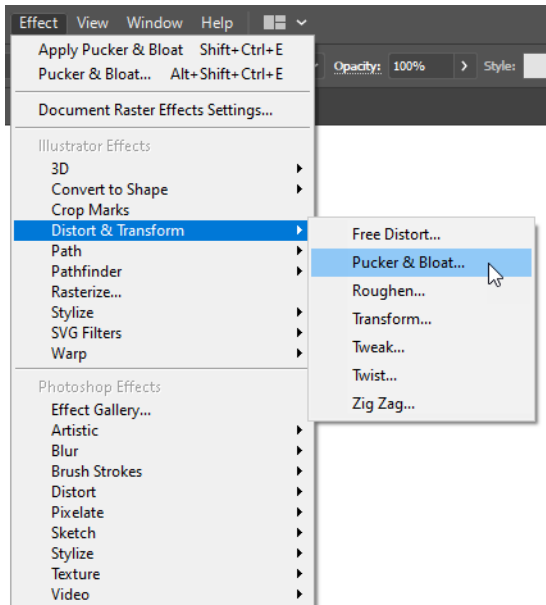 Effect View Window Help
Apply Pucker & Bloat Shift+Ctrl+E
Pucker & Bloat... Alt+Shift+Ctrl+E
Opacity: 100% Style:
Document Raster Effects Settings...
Illustrator Effects
3D
Convert to Shape
Crop Marks
Distort & Transform
Path
Pathfinder
Rasterize...
Stylize
SVG Filters
Warp
Free Distort...
Pucker & Bloat...
Roughen...
Transform...
Tweak...
Twist...
Zig Zag...
Photoshop Effects
Effect Gallery...
Artistic
Blur
Brush Strokes
Distort
Pixelate
Sketch
Stylize
Texture
Video